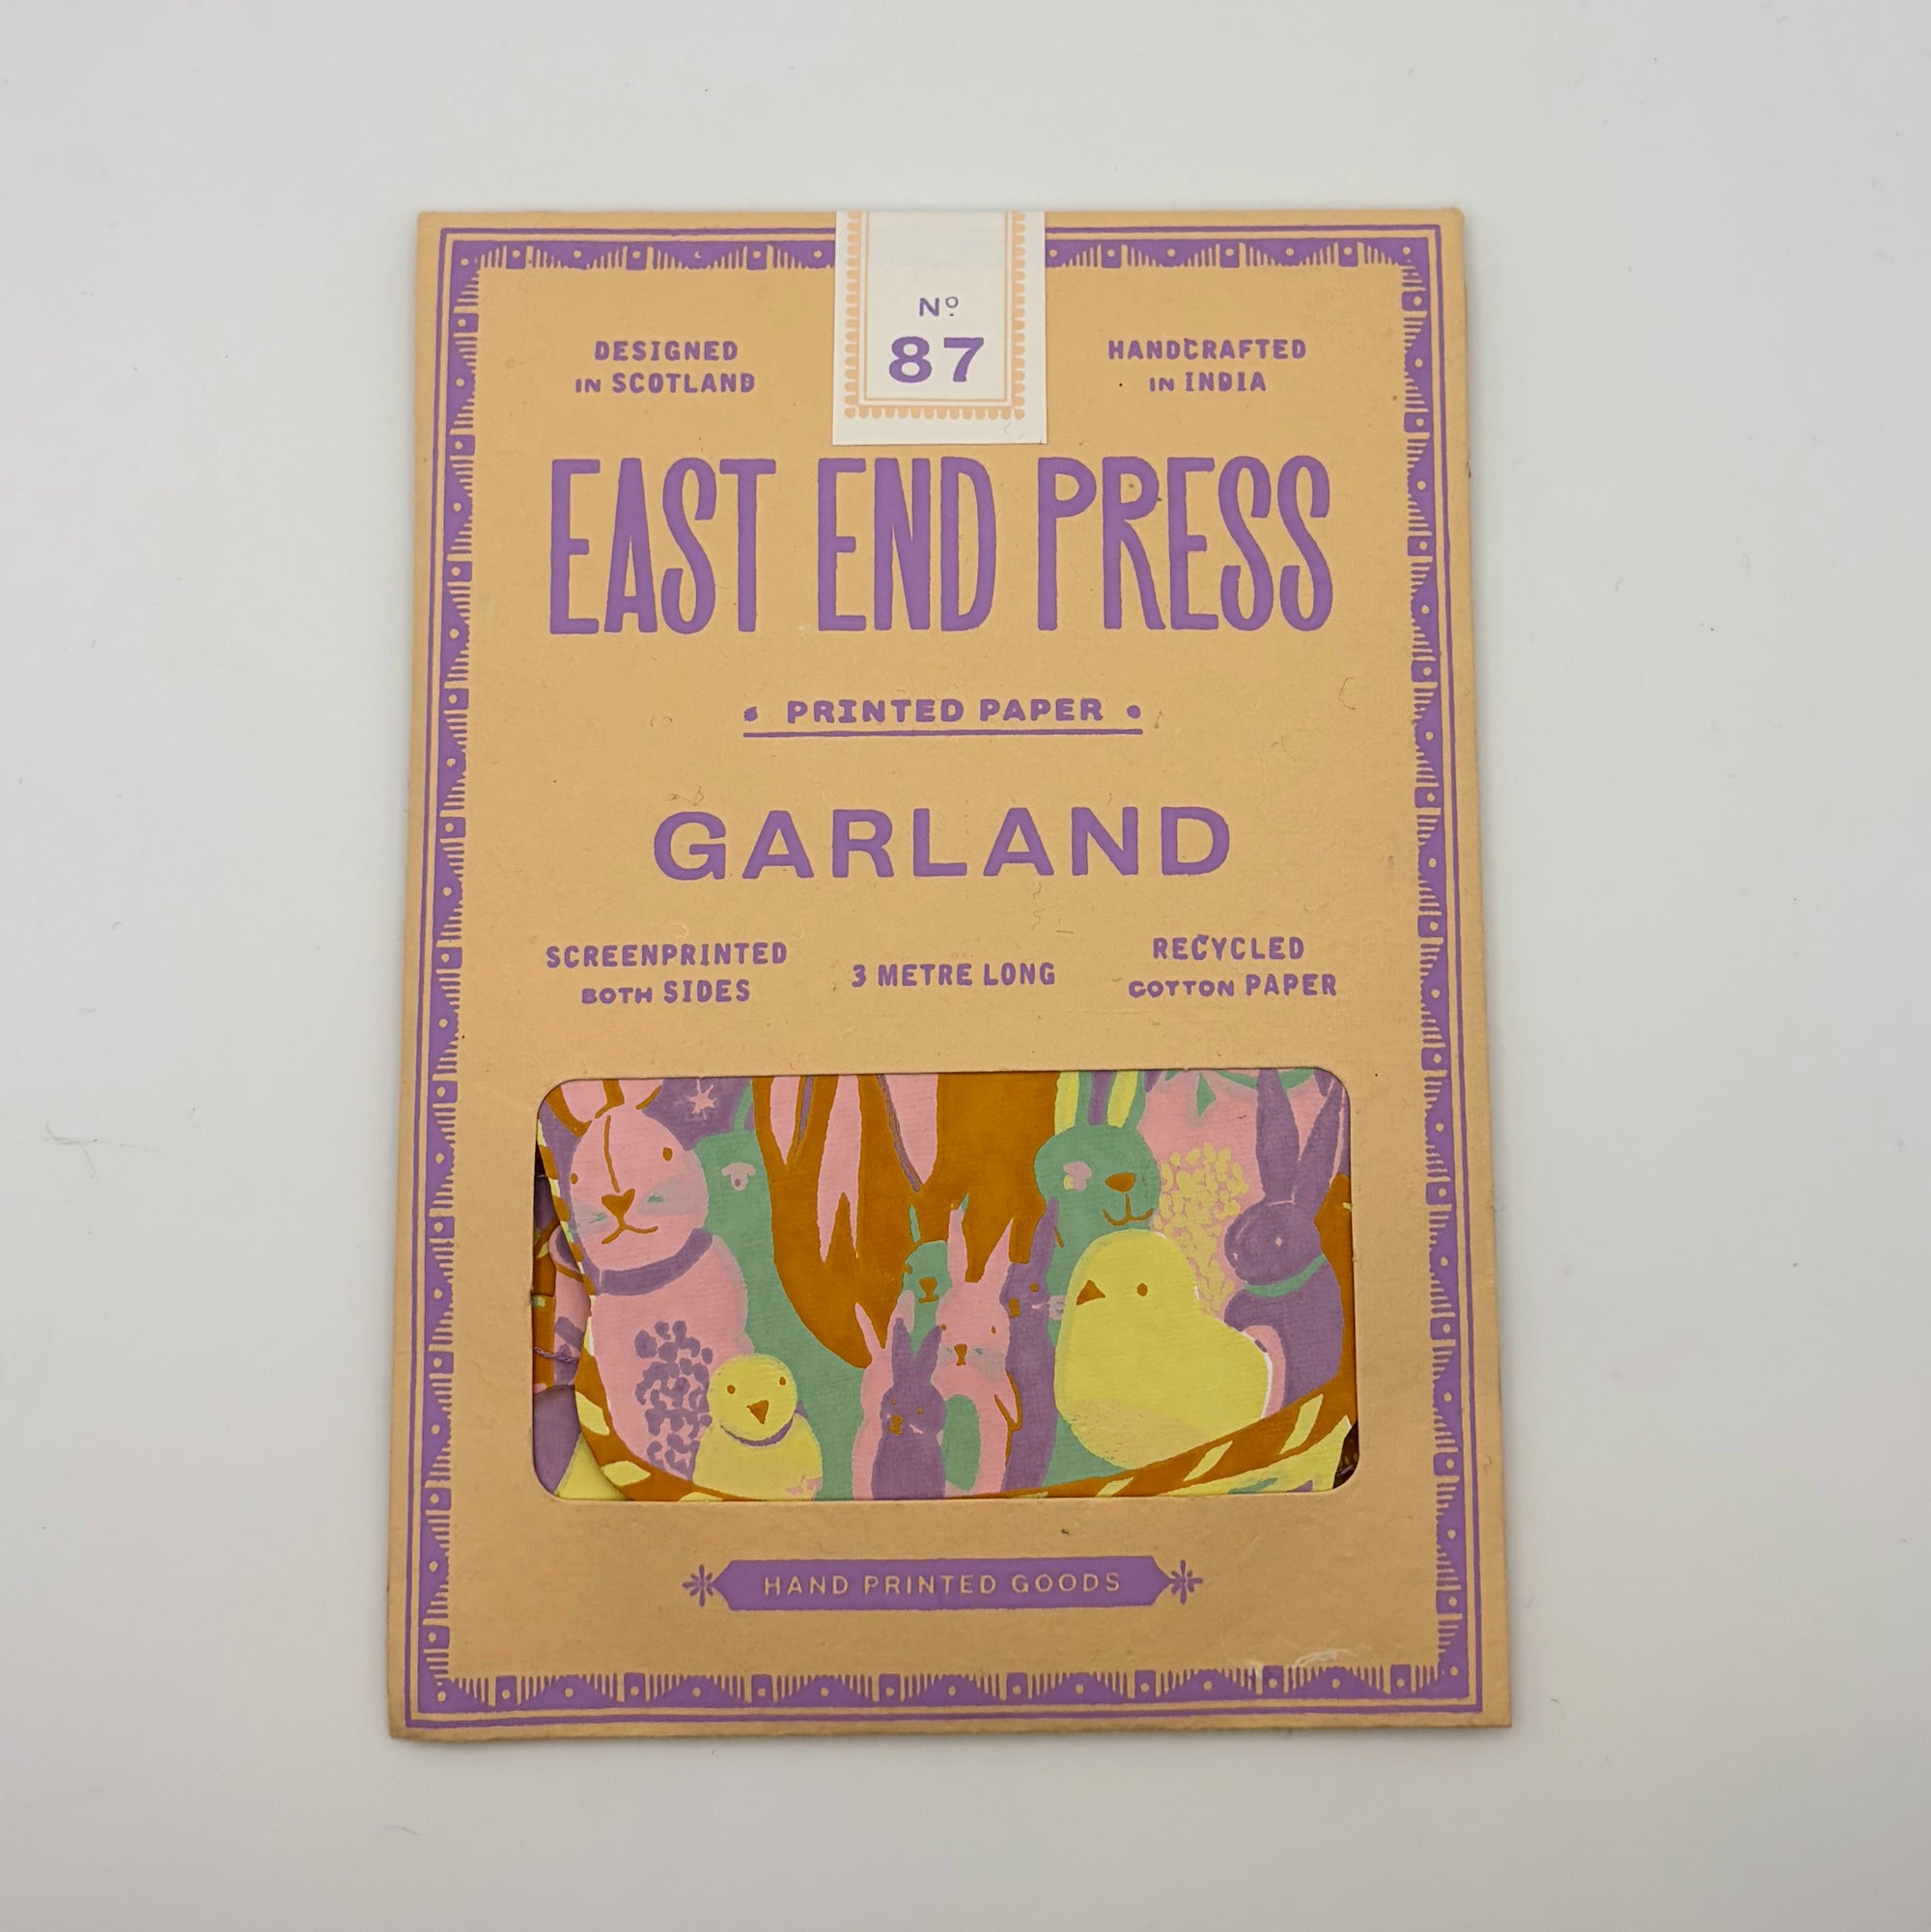 Nº
87
DESIGNED
IN SCOTLAND
HANDCRAFTED
IN INDIA
EAST END PRESS
• PRINTED PAPER •
GARLAND
SCREENPRINTED
BOTH SIDES
3 METRE LONG
RECYCLED
COTTON PAPER
HAND PRINTED GOODS